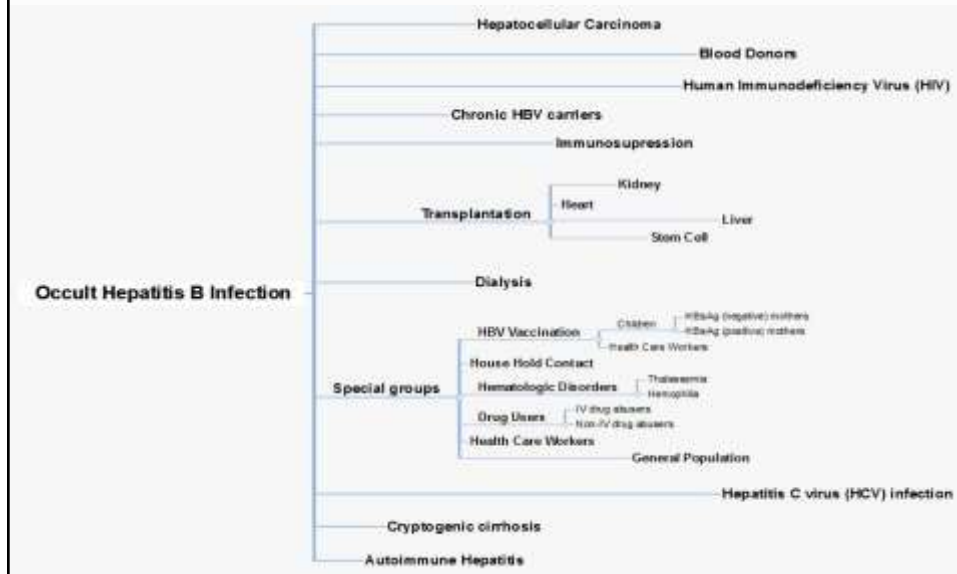 Hepatocellular Carcinoma
Blood Donors
Human Immunodeficiency Virus (HIV)
Chronic HBV carriers
Immunosupression
Transplantation
Kidney
Heart
Liver
Stem Cell
Occult Hepatitis B Infection
Dialysis
Special groups
HBV Vaccination
Children
HBsAg (negative) mothers
HBsAg (positive) mothers
Health Care Workers
House Hold Contact
Hematologic Disorders
Thalassemia
Hemophilia
Drug Users
IV drug abusers
Non-IV drug abusers
Health Care Workers
General Population
Hepatitis C virus (HCV) infection
Cryptogenic cirrhosis
Autoimmune Hepatitis